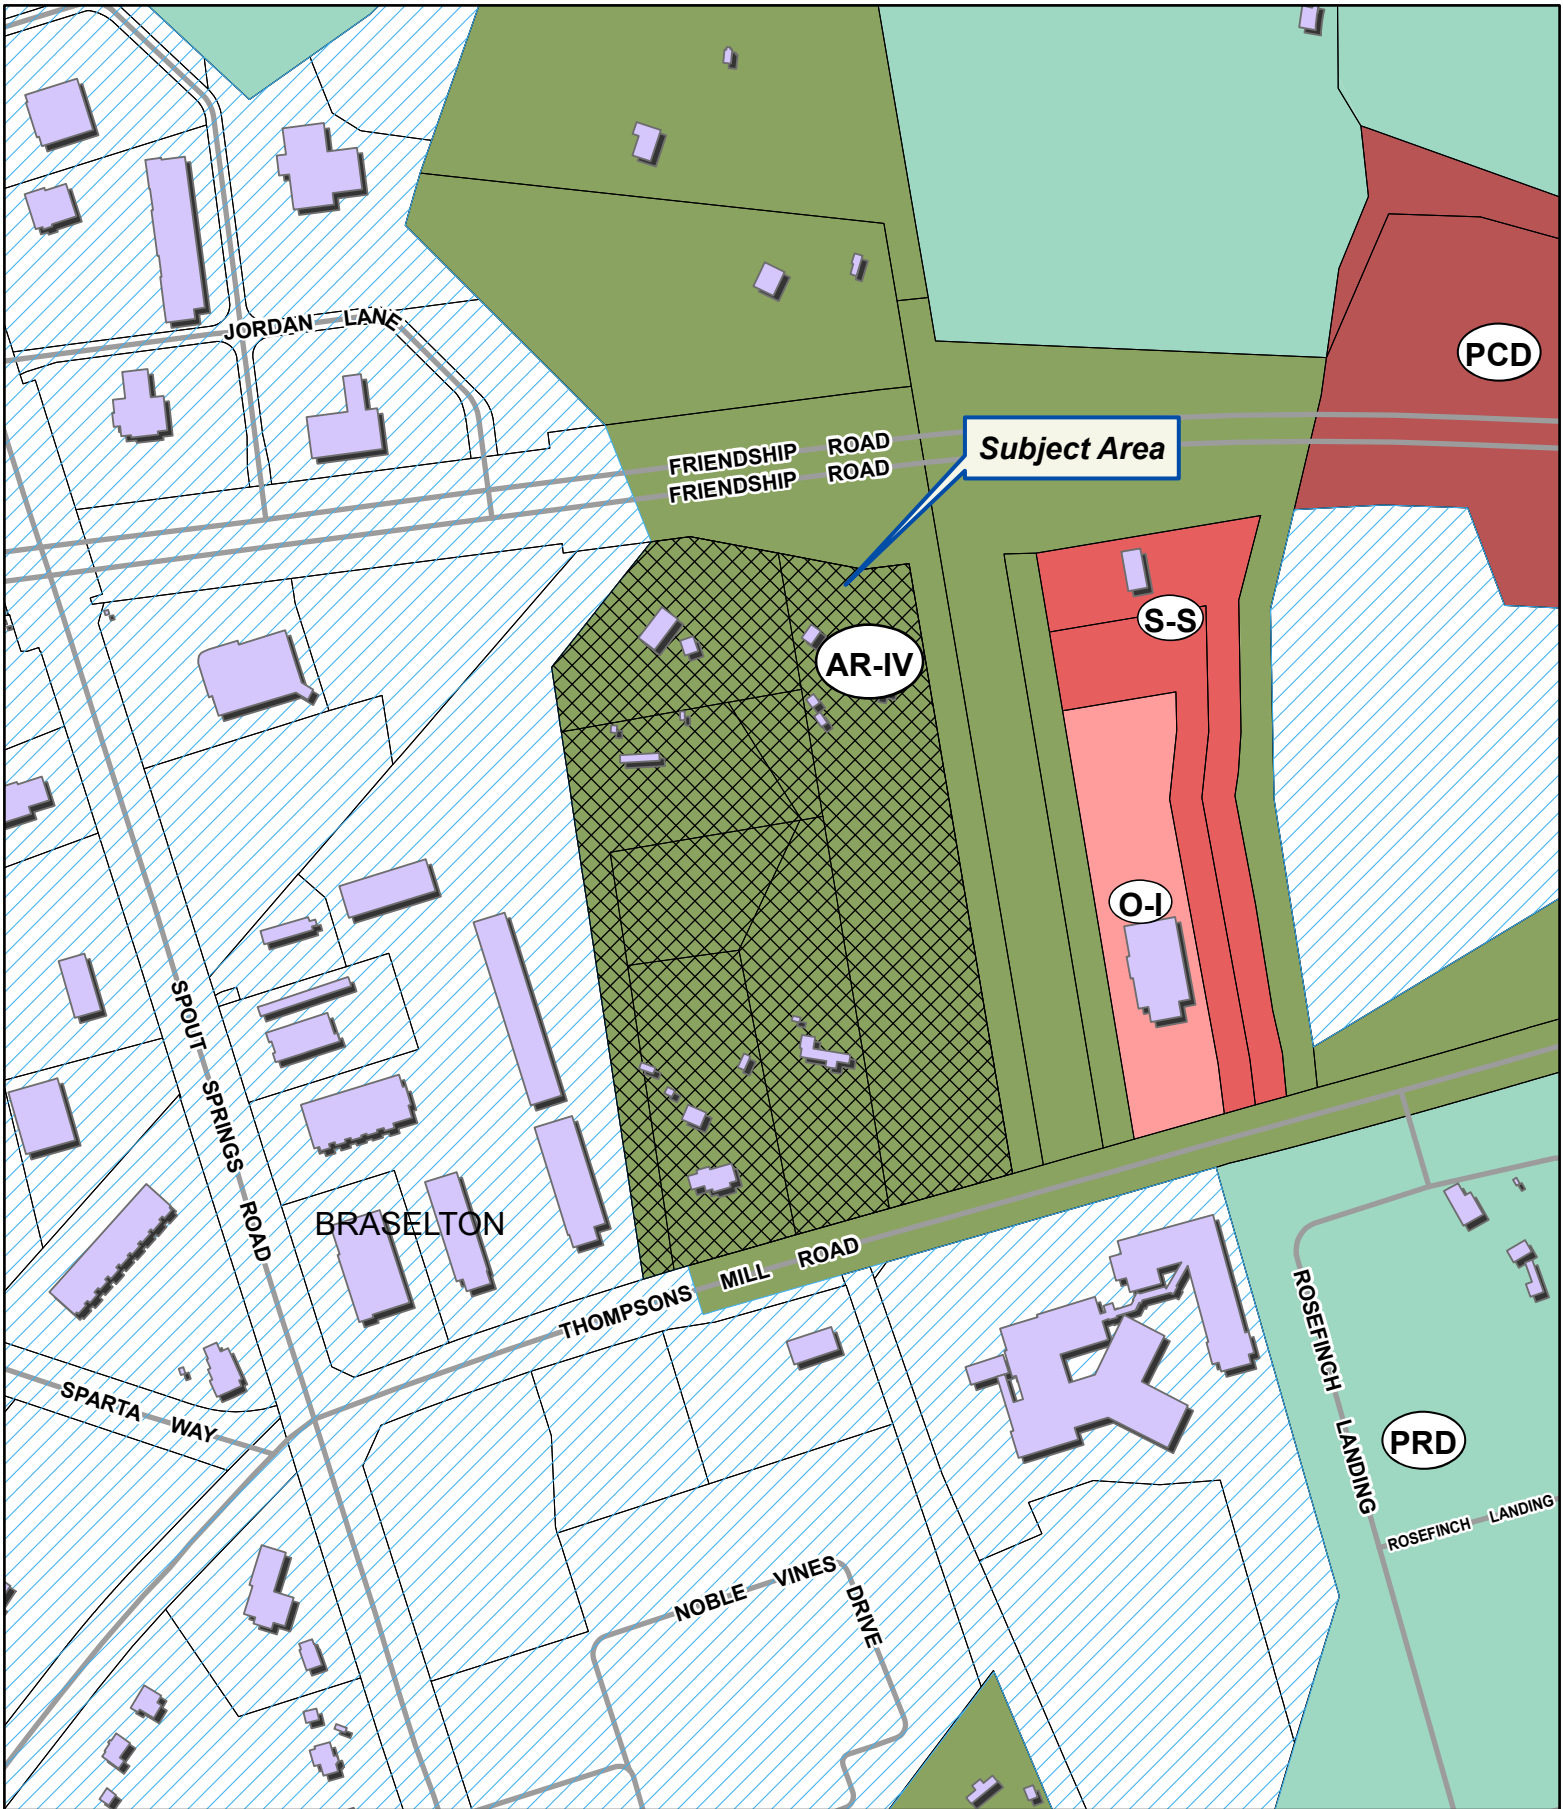 JORDAN LANE
PCD
FRIENDSHIP ROAD
FRIENDSHIP ROAD
Subject Area
S-S
AR-IV
O-I
SPOUT SPRINGS ROAD
BRASELTON
THOMPSONS MILL ROAD
ROSEFINCH LANDING
SPARTA WAY
PRD
ROSEFINCH LANDING
NOBLE VINES DRIVE